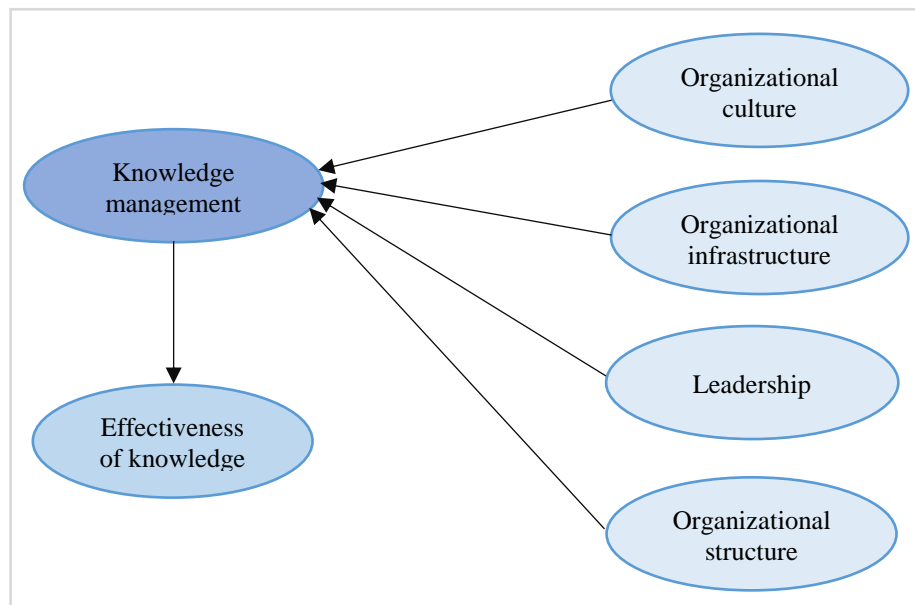 Organizational
culture
Knowledge
management
Organizational
infrastructure
Leadership
Effectiveness
of knowledge
Organizational
structure